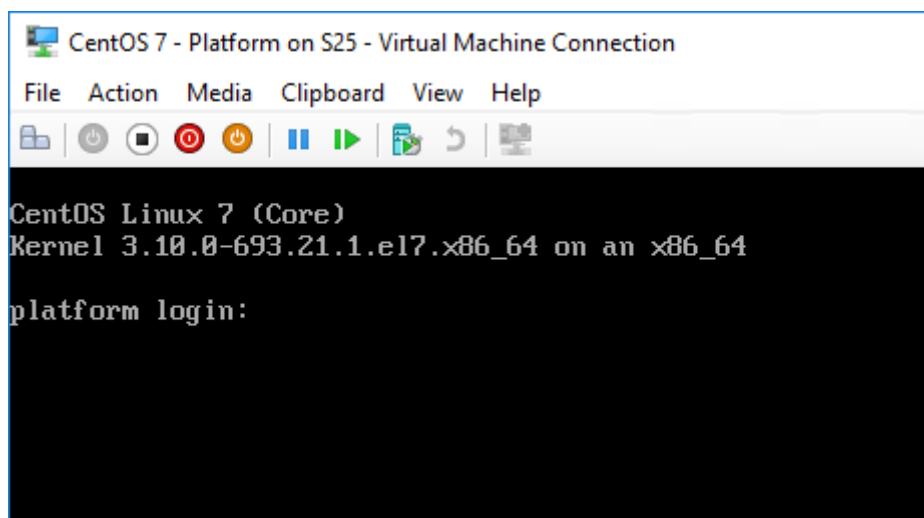 CentOS 7 - Platform on S25 - Virtual Machine Connection
File Action Media Clipboard View Help
CentOS Linux 7 (Core)
Kernel 3.10.0-693.21.1.el7.x86_64 on an x86_64
platform login: